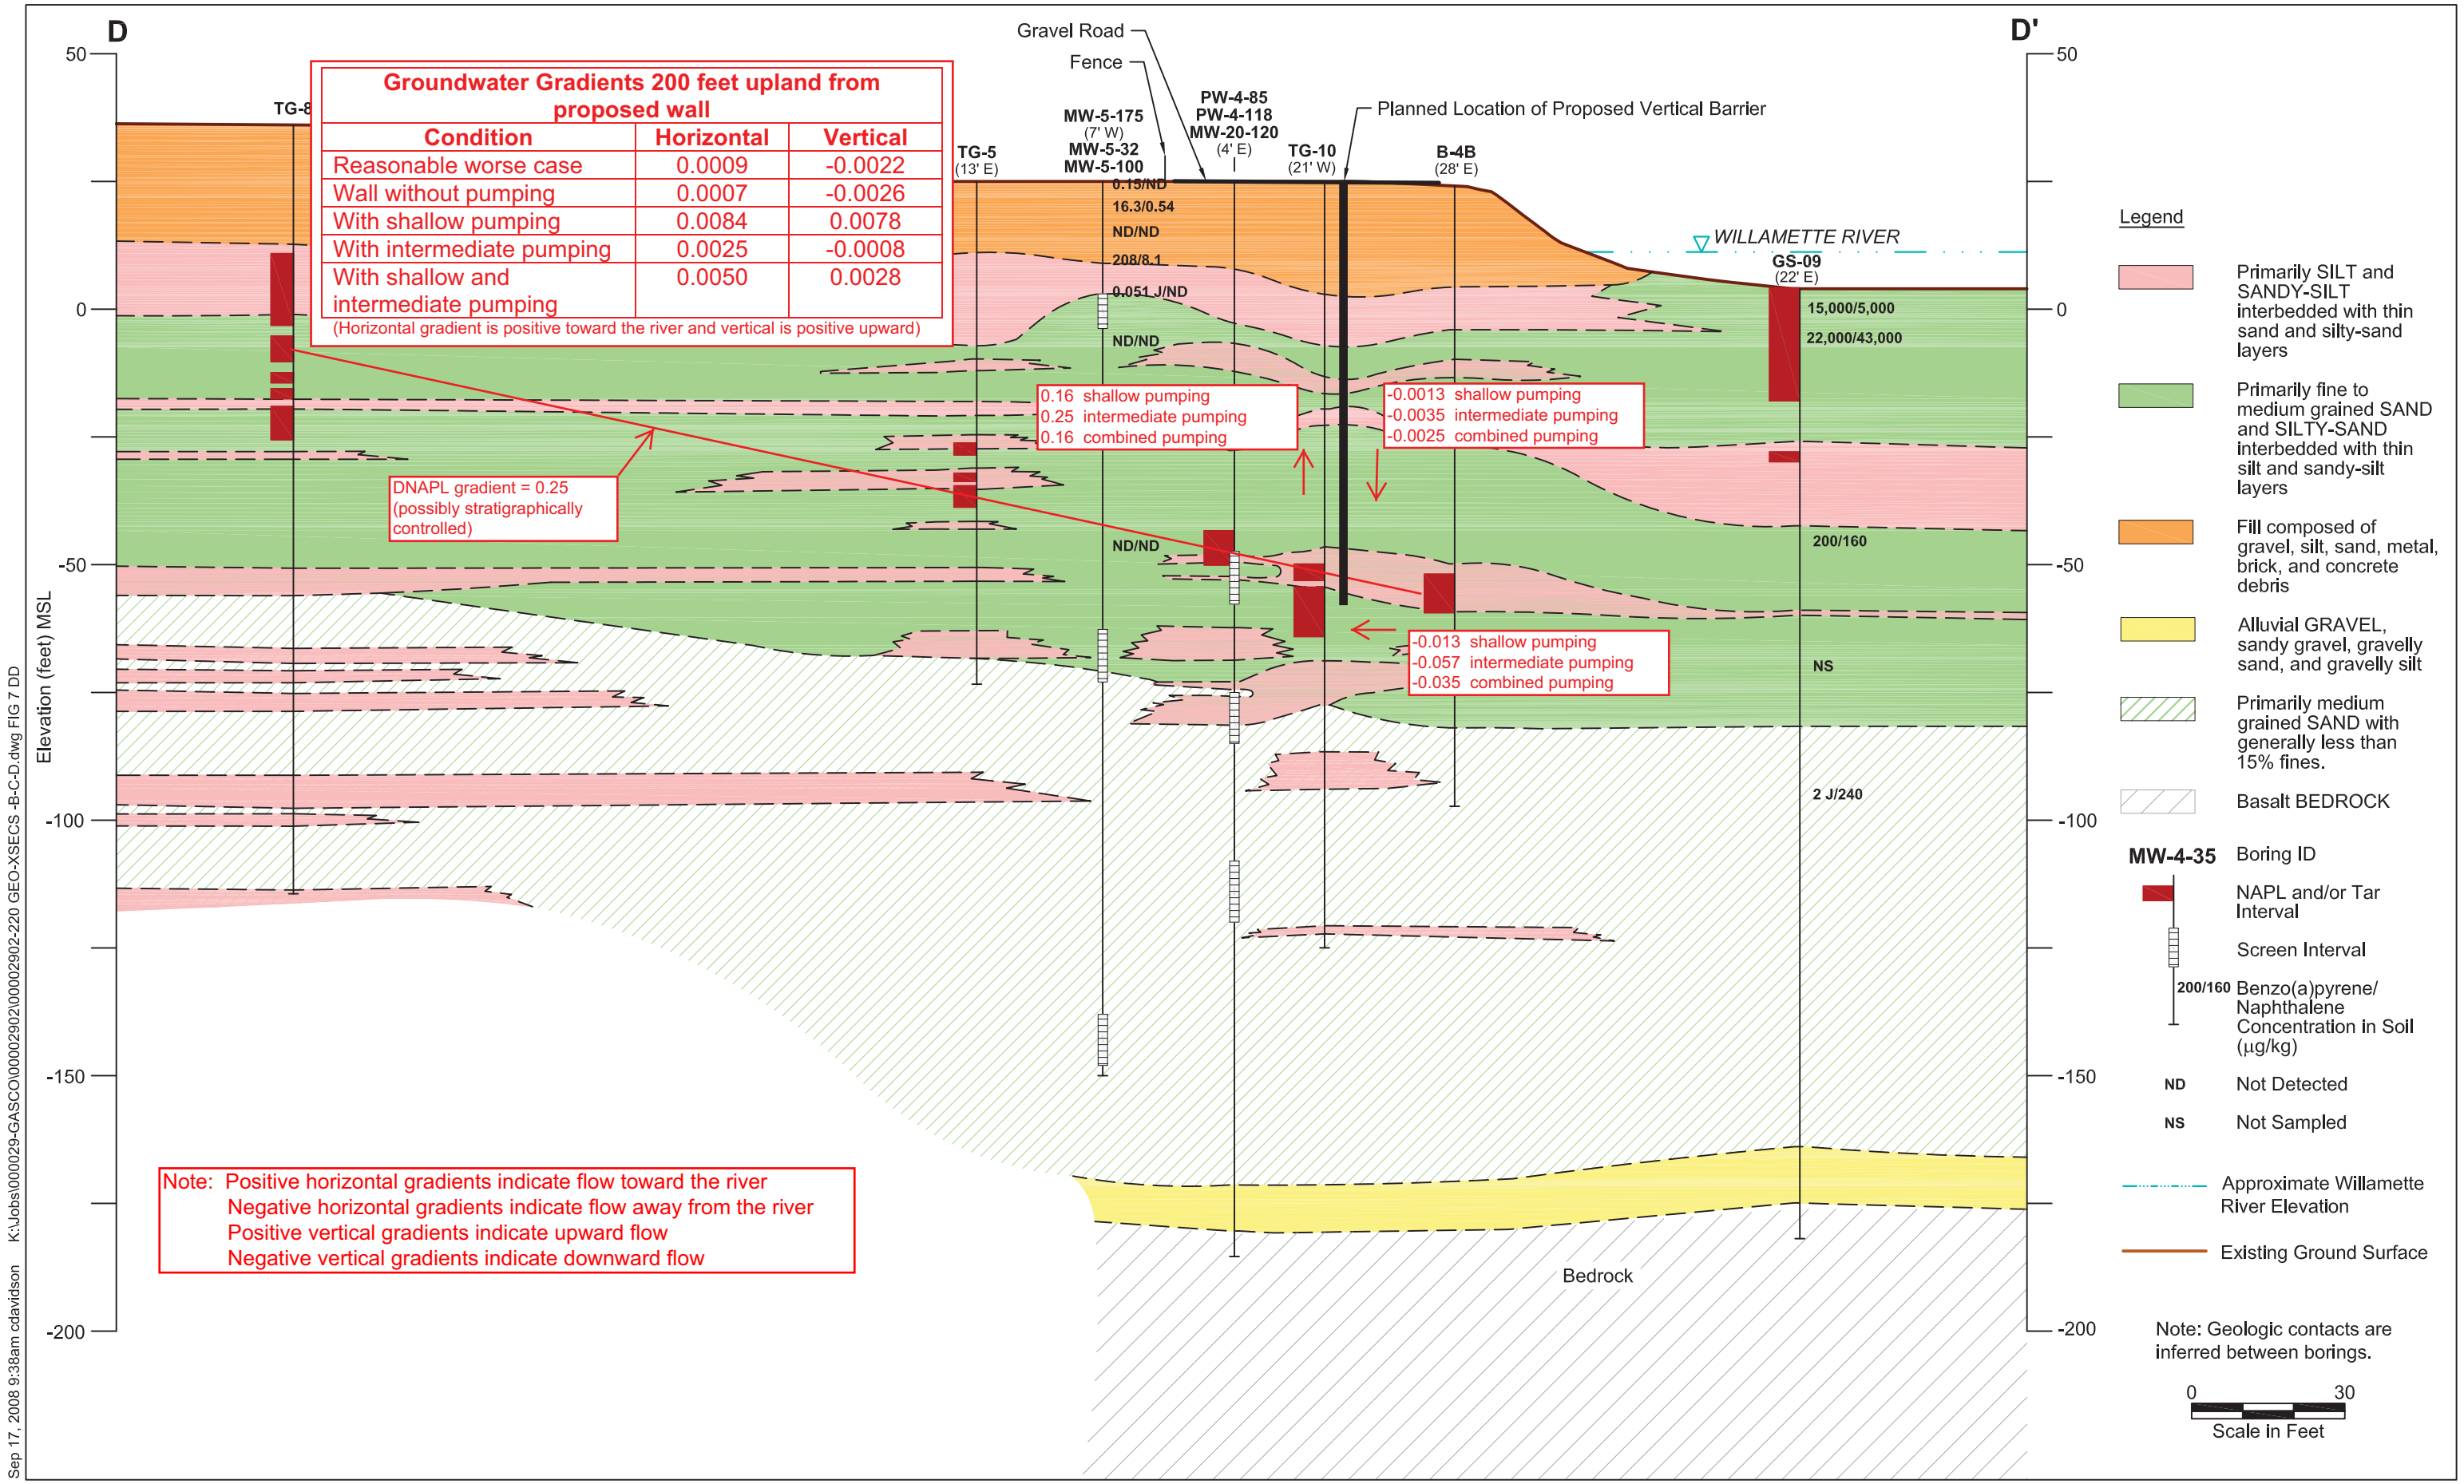 D
D'
Gravel Road
Fence
Planned Location of Proposed Vertical Barrier
TG-8
Groundwater Gradients 200 feet upland from
proposed wall
Condition Horizontal Vertical
Reasonable worse case 0.0009 -0.0022
Wall without pumping 0.0007 -0.0026
With shallow pumping 0.0084 0.0078
With intermediate pumping 0.0025 -0.0008
With shallow and 0.0050 0.0028
intermediate pumping
(Horizontal gradient is positive toward the river and vertical is positive upward)
TG-5
(13' E)
MW-5-175
(7' W)
MW-5-32
MW-5-100
PW-4-85
PW-4-118
MW-20-120
(4' E)
TG-10
(21' W)
B-4B
(28' E)
WILLAMETTE RIVER
GS-09
(22' E)
0.15/ND
16.3/0.54
ND/ND
208/8.1
0.051 J/ND
ND/ND
ND/ND
15,000/5,000
22,000/43,000
200/160
NS
2 J/240
0.16 shallow pumping
0.25 intermediate pumping
0.16 combined pumping
-0.0013 shallow pumping
-0.0035 intermediate pumping
-0.0025 combined pumping
DNAPL gradient = 0.25
(possibly stratigraphically
controlled)
-0.013 shallow pumping
-0.057 intermediate pumping
-0.035 combined pumping
Note: Positive horizontal gradients indicate flow toward the river
Negative horizontal gradients indicate flow away from the river
Positive vertical gradients indicate upward flow
Negative vertical gradients indicate downward flow
Bedrock
Elevation (feet) MSL
50
0
-50
-100
-150
-200
50
0
-50
-100
-150
-200
Legend
Primarily SILT and
SANDY-SILT
interbedded with thin
sand and silty-sand
layers
Primarily fine to
medium grained SAND
and SILTY-SAND
interbedded with thin
silt and sandy-silt
layers
Fill composed of
gravel, silt, sand, metal,
brick, and concrete
debris
Alluvial GRAVEL,
sandy gravel, gravelly
sand, and gravelly silt
Primarily medium
grained SAND with
generally less than
15% fines.
Basalt BEDROCK
MW-4-35 Boring ID
NAPL and/or Tar
Interval
Screen Interval
200/160 Benzo(a)pyrene/
Naphthalene
Concentration in Soil
(µg/kg)
ND Not Detected
NS Not Sampled
Approximate Willamette
River Elevation
Existing Ground Surface
Note: Geologic contacts are
inferred between borings.
0 30
Scale in Feet
Sep 17, 2008 9:38am cdavidson K:\Jobs\000029-GASCO\00002902\00002902-220 GEO-XSECS -B-C-D.dwg FIG 7 DD